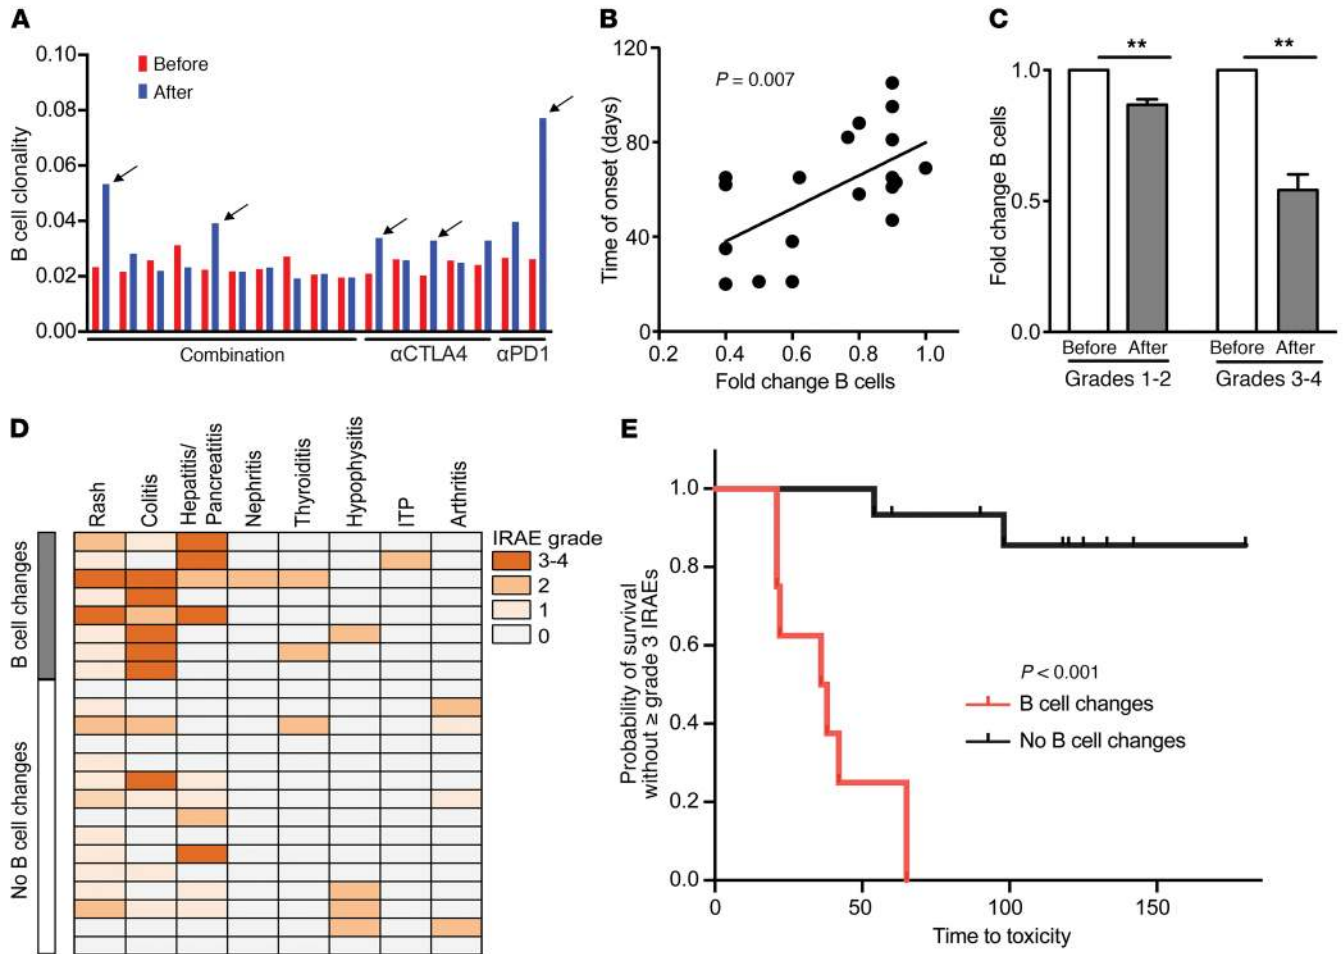 A
B cell clonality
0.10
0.08
0.06
0.04
0.02
0.00
Before
After
Combination
αCTLA4
αPD1
B
Time of onset (days)
120
80
40
0
P = 0.007
0.2
0.4
0.6
0.8
1.0
Fold change B cells
C
Fold change B cells
1.0
0.5
0.0
**
**
Before
After
Before
After
Grades 1-2
Grades 3-4
D
Rash
Colitis
Hepatitis/
Pancreatitis
Nephritis
Thyroiditis
Hypophysitis
ITP
Arthritis
B cell changes
No B cell changes
IRAE grade
3-4
2
1
0
E
Probability of survival
without ≥ grade 3 IRAEs
1.0
0.8
0.6
0.4
0.2
0.0
P < 0.001
B cell changes
No B cell changes
0
50
100
150
Time to toxicity